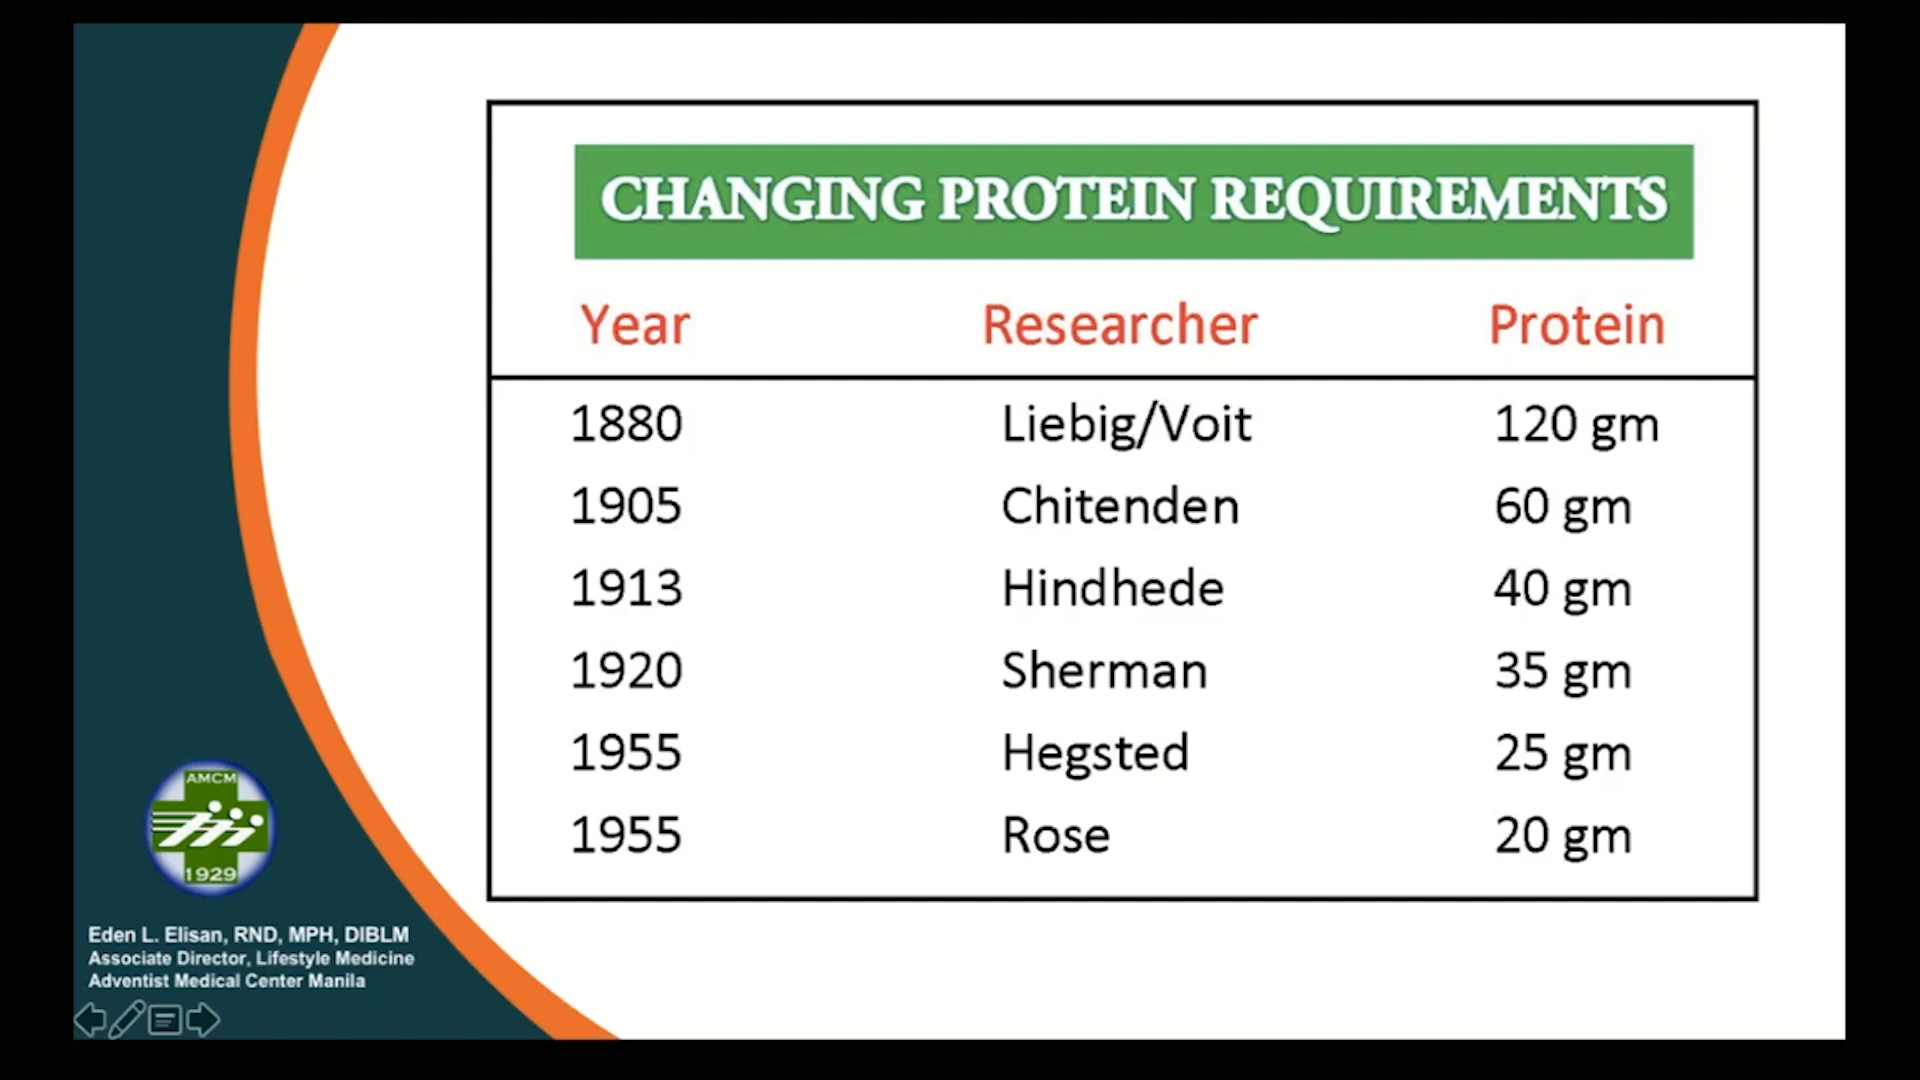 CHANGING PROTEIN REQUIREMENTS
Year Researcher Protein
1880 Liebig/Voit 120 gm
1905 Chitenden 60 gm
1913 Hindhede 40 gm
1920 Sherman 35 gm
1955 Hegsted 25 gm
1955 Rose 20 gm
AMCM
1929
Eden L. Elisan, RND, MPH, DIBLM
Associate Director, Lifestyle Medicine
Adventist Medical Center Manila